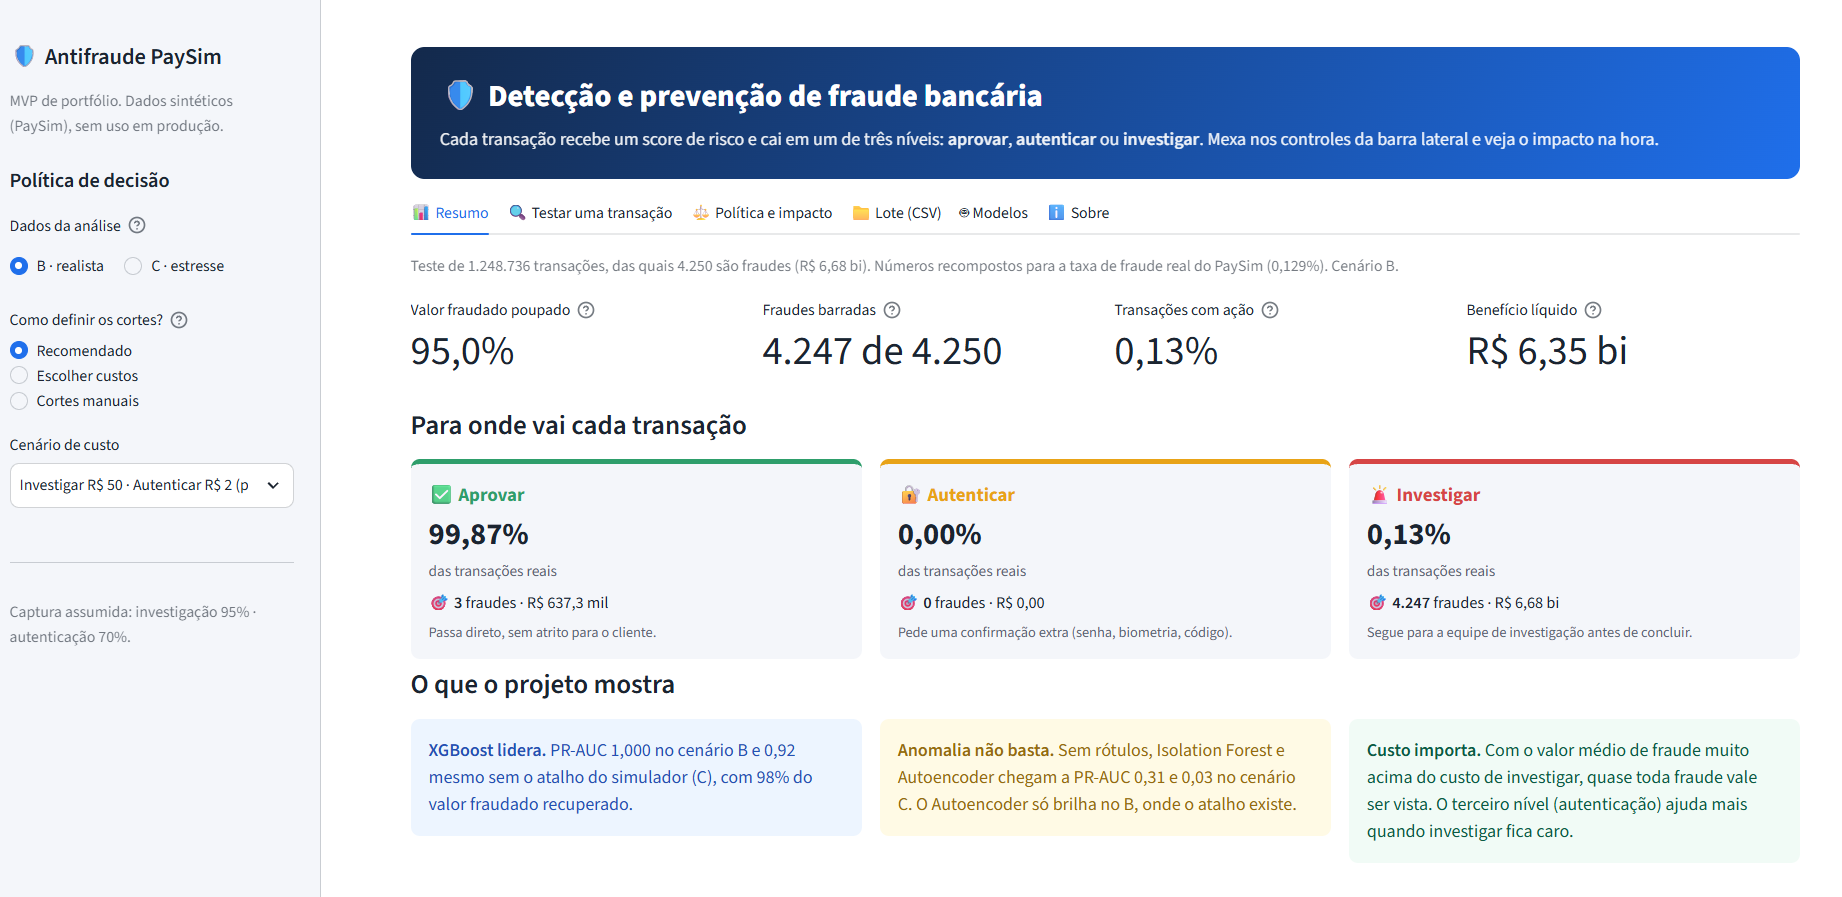 Antifraude PaySim
MVP de portfólio. Dados sintéticos
(PaySim), sem uso em produção.
Política de decisão
Dados da análise
B · realista
C · estresse
Como definir os cortes?
Recomendado
Escolher custos
Cortes manuais
Cenário de custo
Investigar R$ 50 · Autenticar R$ 2 (p
Captura assumida: investigação 95% ·
autenticação 70%.
Detecção e prevenção de fraude bancária
Cada transação recebe um score de risco e cai em um de três níveis: aprovar, autenticar ou investigar. Mexa nos controles da barra lateral e veja o impacto na hora.
Resumo
Testar uma transação
Política e impacto
Lote (CSV)
Modelos
Sobre
Teste de 1.248.736 transações, das quais 4.250 são fraudes (R$ 6,68 bi). Números recompostos para a taxa de fraude real do PaySim (0,129%). Cenário B.
Valor fraudado poupado
95,0%
Fraudes barradas
4.247 de 4.250
Transações com ação
0,13%
Benefício líquido
R$ 6,35 bi
Para onde vai cada transação
Aprovar
99,87%
das transações reais
3 fraudes · R$ 637,3 mil
Passa direto, sem atrito para o cliente.
Autenticar
0,00%
das transações reais
0 fraudes · R$ 0,00
Pede uma confirmação extra (senha, biometria, código).
Investigar
0,13%
das transações reais
4.247 fraudes · R$ 6,68 bi
Segue para a equipe de investigação antes de concluir.
O que o projeto mostra
XGBoost lidera. PR-AUC 1,000 no cenário B e 0,92
mesmo sem o atalho do simulador (C), com 98% do
valor fraudado recuperado.
Anomalia não basta. Sem rótulos, Isolation Forest e
Autoencoder chegam a PR-AUC 0,31 e 0,03 no cenário
C. O Autoencoder só brilha no B, onde o atalho existe.
Custo importa. Com o valor médio de fraude muito
acima do custo de investigar, quase toda fraude vale
ser vista. O terceiro nível (autenticação) ajuda mais
quando investigar fica caro.